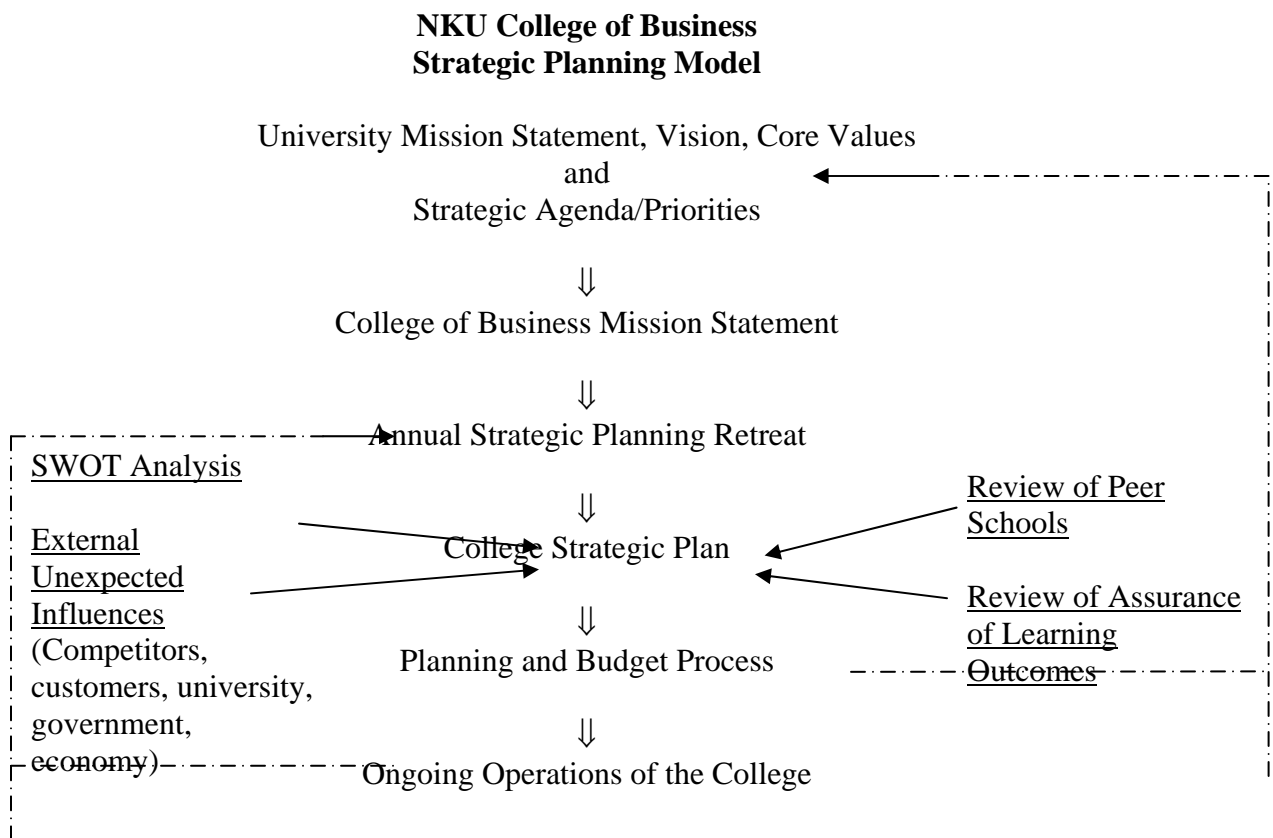 NKU College of Business
Strategic Planning Model
University Mission Statement, Vision, Core Values
and
Strategic Agenda/Priorities
⇓
College of Business Mission Statement
⇓
Annual Strategic Planning Retreat
SWOT Analysis
⇓
Review of Peer
Schools
External
Unexpected
Influences
(Competitors,
customers, university,
government,
economy)
College Strategic Plan
⇓
Review of Assurance
of Learning
Outcomes
Planning and Budget Process
⇓
Ongoing Operations of the College